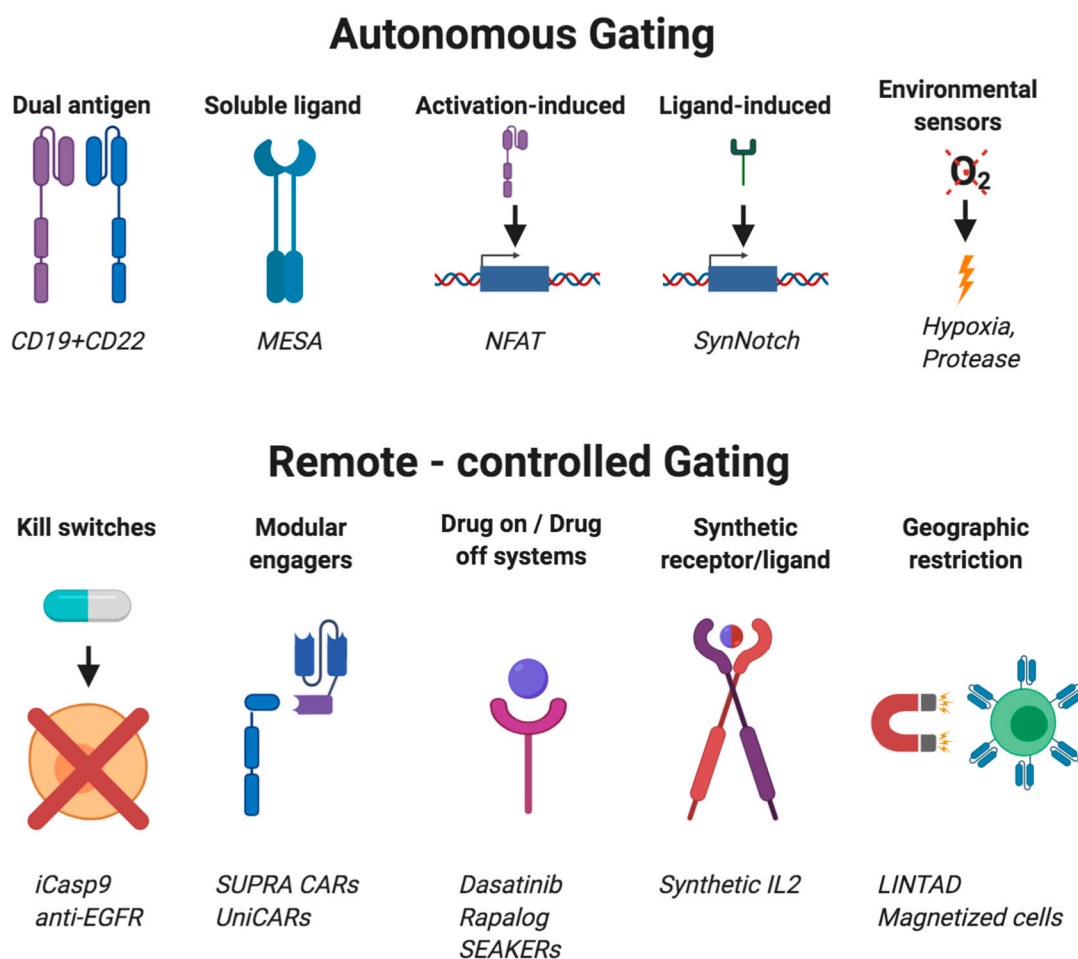 Autonomous Gating
Dual antigen
Soluble ligand
Activation-induced
Ligand-induced
Environmental
sensors
O2
CD19+CD22
MESA
NFAT
SynNotch
Hypoxia,
Protease
Remote - controlled Gating
Kill switches
Modular
engagers
Drug on / Drug
off systems
Synthetic
receptor/ligand
Geographic
restriction
iCasp9
anti-EGFR
SUPRA CARs
UniCARs
Dasatinib
Rapalog
SEAKERs
Synthetic IL2
LINTAD
Magnetized cells